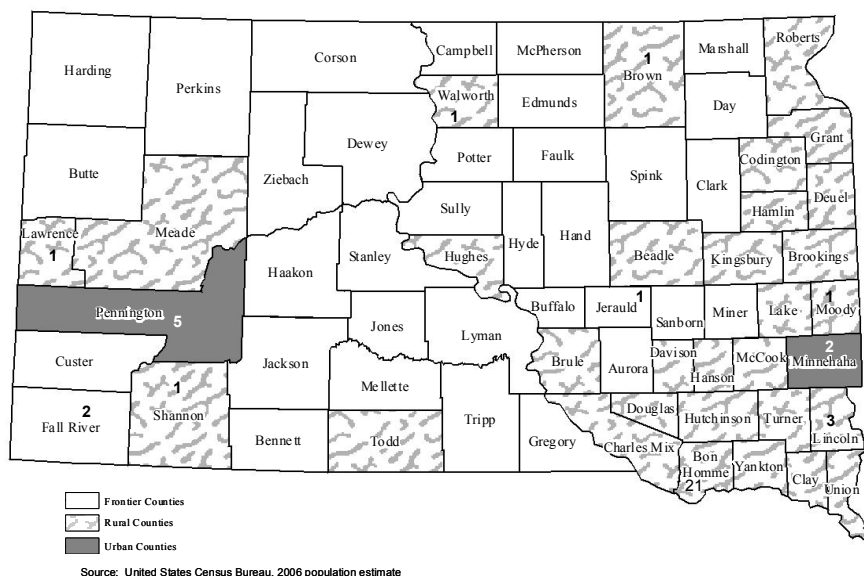 Harding
Perkins
Corson
Campbell
McPherson
1
Brown
Marshall
Roberts
Walworth
1
Edmunds
Day
Butte
Ziebach
Dewey
Potter
Faulk
Spink
Clark
Codington
Grant
Deuel
Lawrence
1
Meade
Sully
Hyde
Hand
Hamlin
Haakon
Stanley
Hughes
Beadle
Kingsbury
Brookings
Pennington
5
Jones
Lyman
Buffalo
Jerauld
1
Sanborn
Miner
Lake
1
Moody
Custer
Jackson
Mellette
Brule
Aurora
Davison
Hanson
McCook
2
Minnehaha
2
Fall River
1
Shannon
Bennett
Todd
Tripp
Gregory
Charles Mix
Douglas
Hutchinson
Turner
3
Lincoln
Bon
Homme
21
Yankton
Clay
Union
Frontier Counties
Rural Counties
Urban Counties
Source: United States Census Bureau, 2006 population estimate